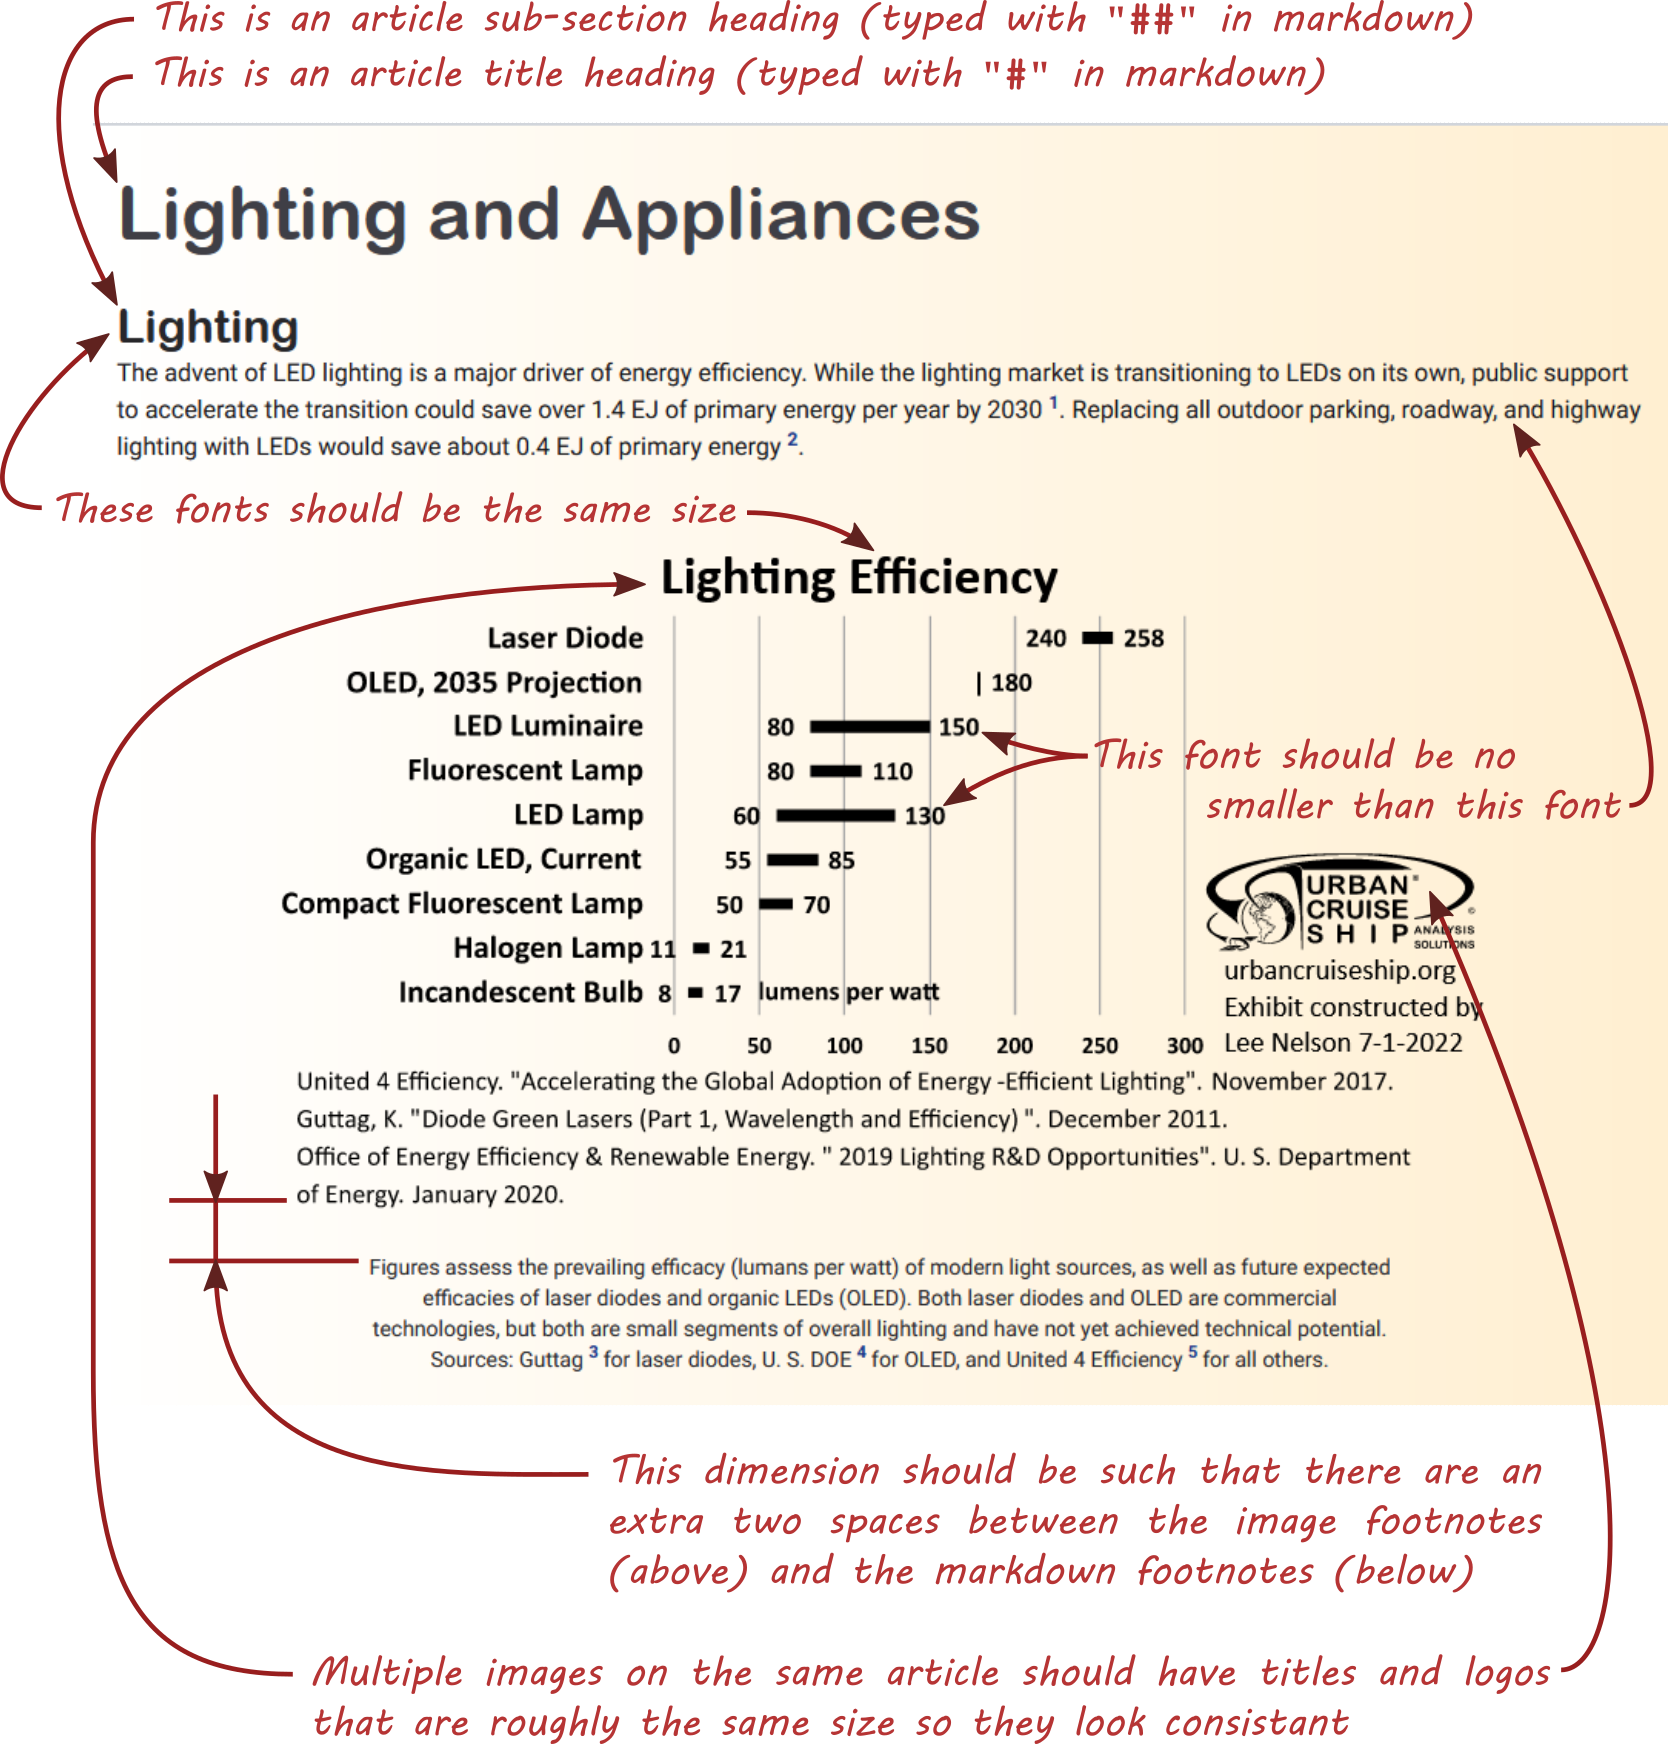 This is an article sub-section heading (typed with "##" in markdown)
This is an article title heading (typed with "#" in markdown)
Lighting and Appliances
Lighting
The advent of LED lighting is a major driver of energy efficiency. While the lighting market is transitioning to LEDs on its own, public support
to accelerate the transition could save over 1.4 EJ of primary energy per year by 2030 1. Replacing all outdoor parking, roadway, and highway
lighting with LEDs would save about 0.4 EJ of primary energy 2.
These fonts should be the same size
Lighting Efficiency
Laser Diode 240 258
OLED, 2035 Projection 180
LED Luminaire 80 150
Fluorescent Lamp 80 110
This font should be no
smaller than this font
LED Lamp 60 130
Organic LED, Current 55 85
Compact Fluorescent Lamp 50 70
Halogen Lamp 11 21
Incandescent Bulb 8 17 lumens per watt
0 50 100 150 200 250 300
URBAN®
CRUISE ©
SHIP ANALYSIS
SOLUTIONS
urbancruiseship.org
Exhibit constructed by
Lee Nelson 7-1-2022
United 4 Efficiency. "Accelerating the Global Adoption of Energy -Efficient Lighting". November 2017.
Guttag, K. "Diode Green Lasers (Part 1, Wavelength and Efficiency) ". December 2011.
Office of Energy Efficiency & Renewable Energy. " 2019 Lighting R&D Opportunities". U. S. Department
of Energy. January 2020.
Figures assess the prevailing efficacy (lumans per watt) of modern light sources, as well as future expected
efficacies of laser diodes and organic LEDs (OLED). Both laser diodes and OLED are commercial
technologies, but both are small segments of overall lighting and have not yet achieved technical potential.
Sources: Guttag 3 for laser diodes, U. S. DOE 4 for OLED, and United 4 Efficiency 5 for all others.
This dimension should be such that there are an
extra two spaces between the image footnotes
(above) and the markdown footnotes (below)
Multiple images on the same article should have titles and logos
that are roughly the same size so they look consistant